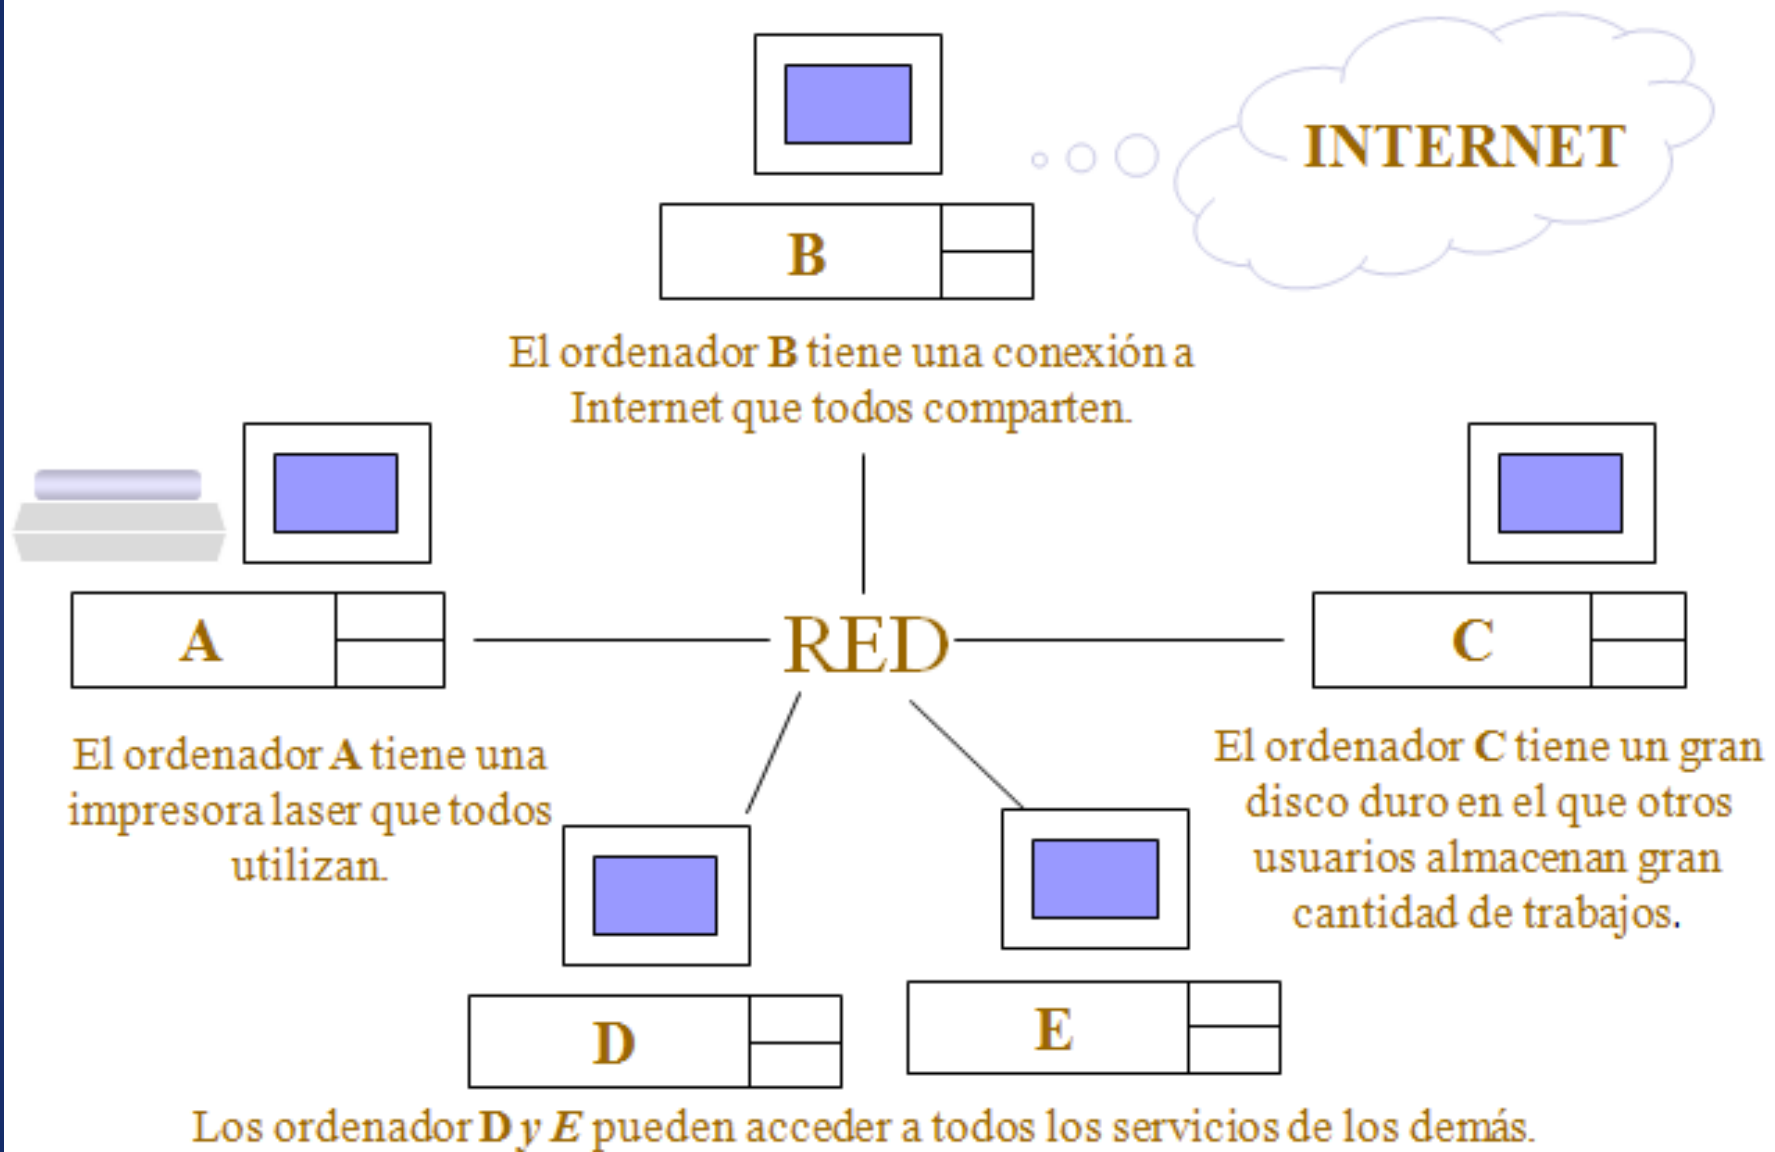 INTERNET
B
El ordenador B tiene una conexión a
Internet que todos comparten.
A
RED
C
El ordenador A tiene una
impresora laser que todos
utilizan.
El ordenador C tiene un gran
disco duro en el que otros
usuarios almacenan gran
cantidad de trabajos.
D
E
Los ordenador D y E pueden acceder a todos los servicios de los demás.